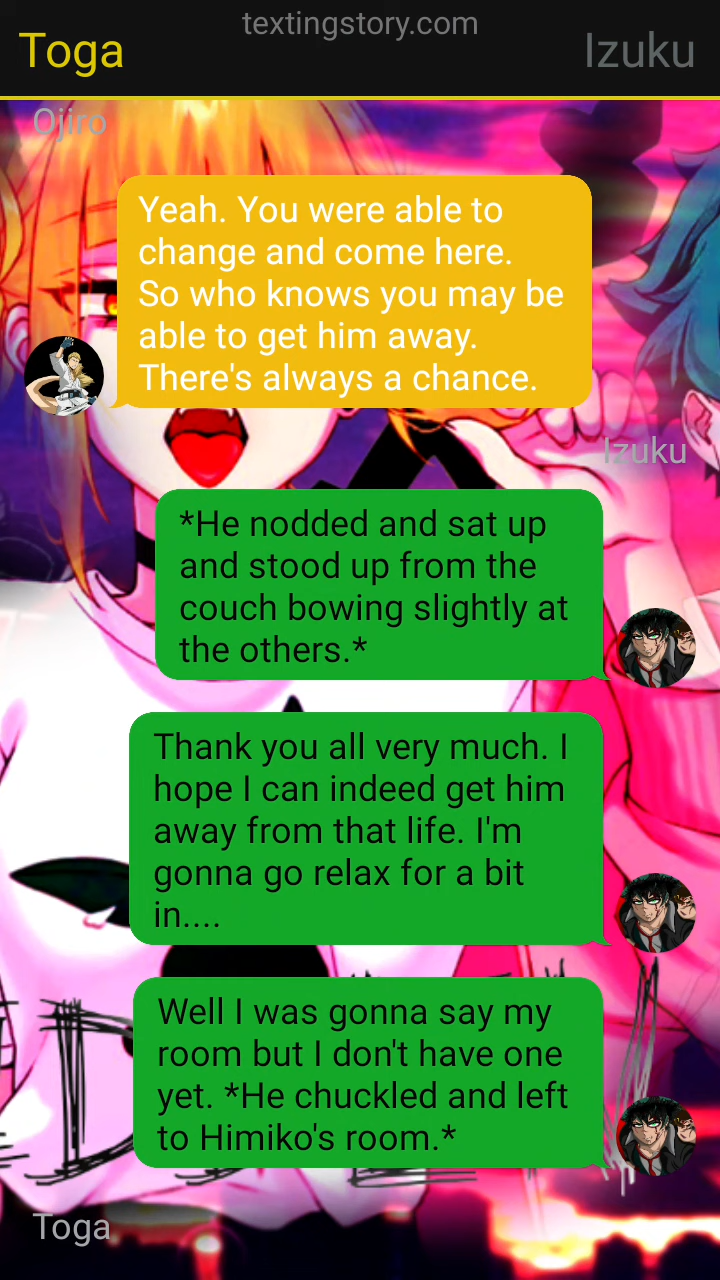 textingstory.com
Toga
Izuku
Ojiro
Yeah. You were able to
change and come here.
So who knows you may be
able to get him away.
There's always a chance.
Izuku
*He nodded and sat up
and stood up from the
couch bowing slightly at
the others.*
Thank you all very much. I
hope I can indeed get him
away from that life. I'm
gonna go relax for a bit
in....
Well I was gonna say my
room but I don't have one
yet. *He chuckled and left
to Himiko's room.*
Toga